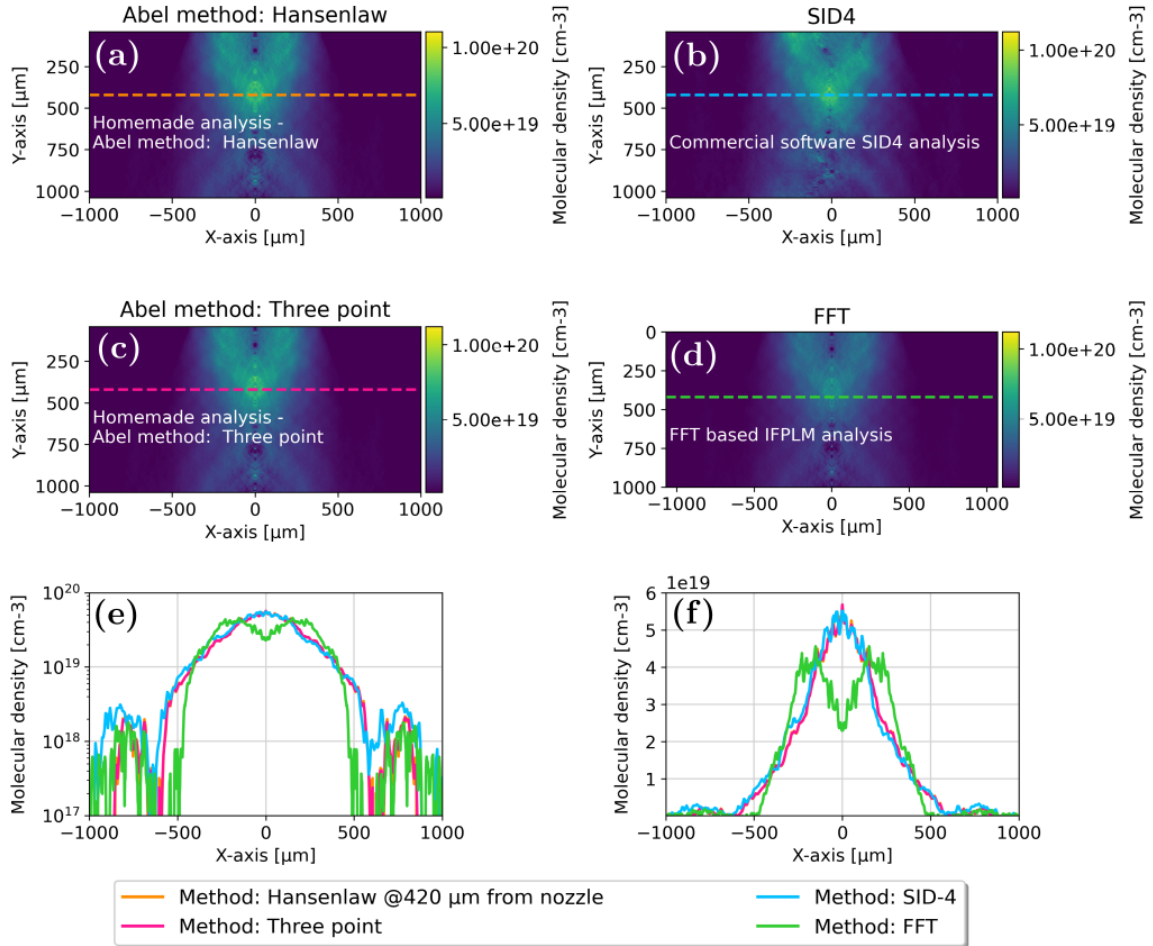 Abel method: Hansenlaw
(a)
250
500
750
1000
Y-axis [μm]
Homemade analysis -
Abel method:  Hansenlaw
−1000
−500
0
500
1000
X-axis [μm]
1.00e+20
5.00e+19
Molecular density [cm-3]
SID4
(b)
250
500
750
1000
Y-axis [μm]
Commercial software SID4 analysis
−1000
−500
0
500
1000
X-axis [μm]
1.00e+20
5.00e+19
Molecular density [cm-3]
Abel method: Three point
(c)
250
500
750
1000
Y-axis [μm]
Homemade analysis -
Abel method:  Three point
−1000
−500
0
500
1000
X-axis [μm]
1.00e+20
5.00e+19
Molecular density [cm-3]
FFT
(d)
0
250
500
750
1000
Y-axis [μm]
FFT based IFPLM analysis
−1000
−500
0
500
1000
X-axis [μm]
1.00e+20
5.00e+19
Molecular density [cm-3]
(e)
10^20
10^19
10^18
10^17
Molecular density [cm-3]
−1000
−500
0
500
1000
X-axis [μm]
1e19
(f)
6
5
4
3
2
1
Molecular density [cm-3]
−1000
−500
0
500
1000
X-axis [μm]
Method: Hansenlaw @420 μm from nozzle
Method: Three point
Method: SID-4
Method: FFT